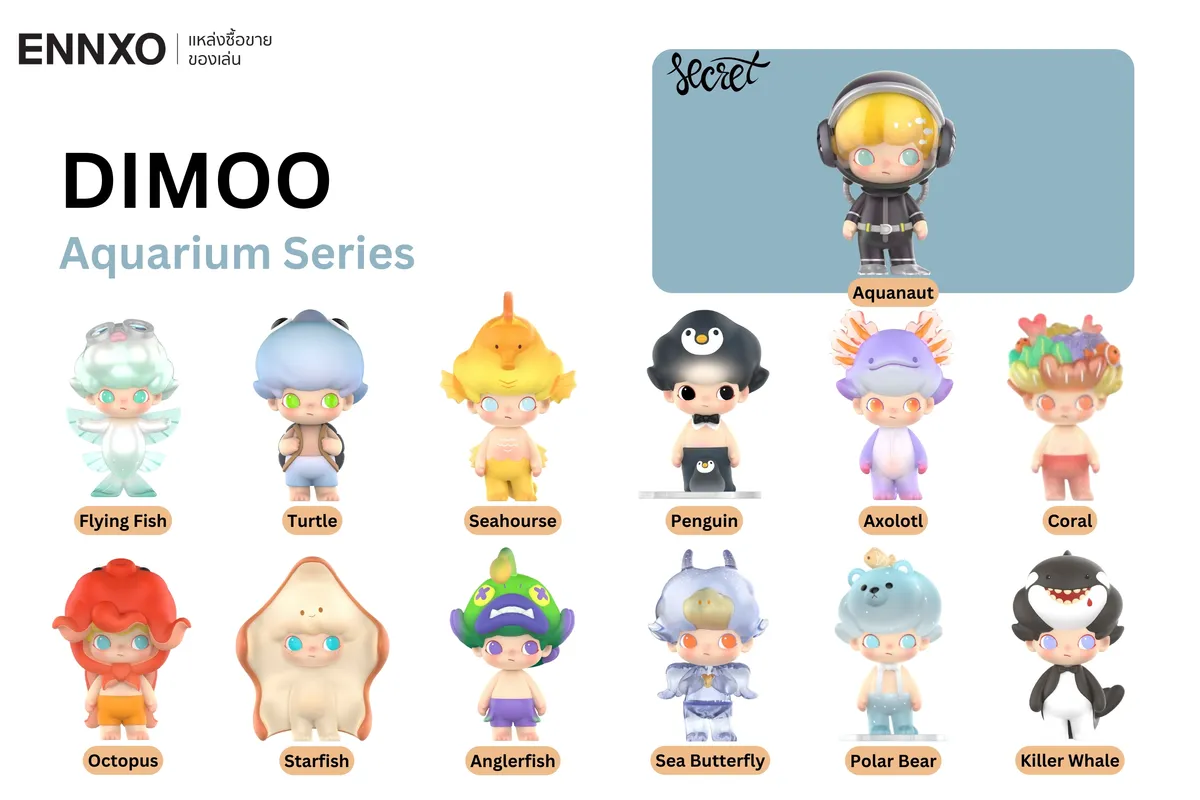 ENNXO
แหล่งซื้อขาย
ของเล่น
Secret
DIMOO
Aquarium Series
Aquanaut
Flying Fish
Turtle
Seahourse
Penguin
Axolotl
Coral
Octopus
Starfish
Anglerfish
Sea Butterfly
Polar Bear
Killer Whale